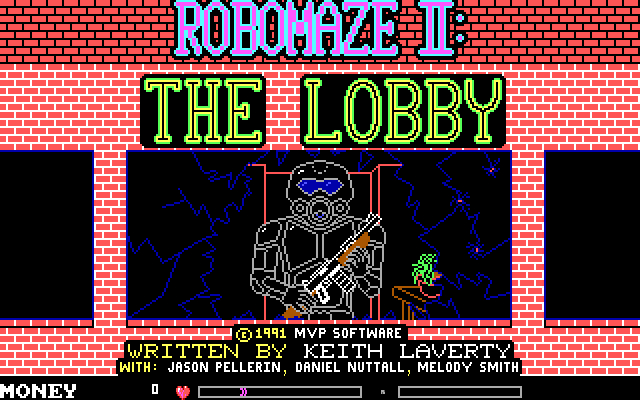 ROBOMAZE II:
THE LOBBY
©1991 MVP SOFTWARE
WRITTEN BY KEITH LAVERTY
WITH: JASON PELLERIN, DANIEL NUTTALL, MELODY SMITH
MONEY 0